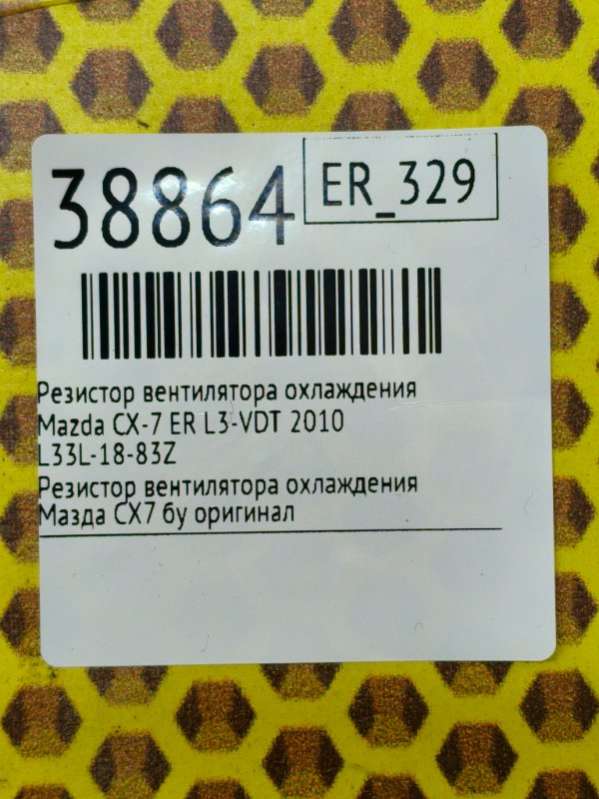 38864
ER_329
Резистор вентилятора охлаждения
Mazda CX-7 ER L3-VDT 2010
L33L-18-83Z
Резистор вентилятора охлаждения
Мазда СХ7 бу оригинал